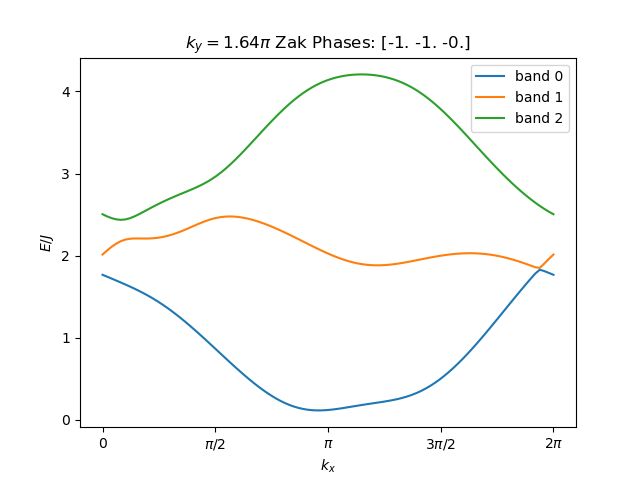 k_y = 1.64π Zak Phases: [-1. -1. -0.]
band 0
band 1
band 2
E/J
4
3
2
1
0
0 π/2 π 3π/2 2π
k_x